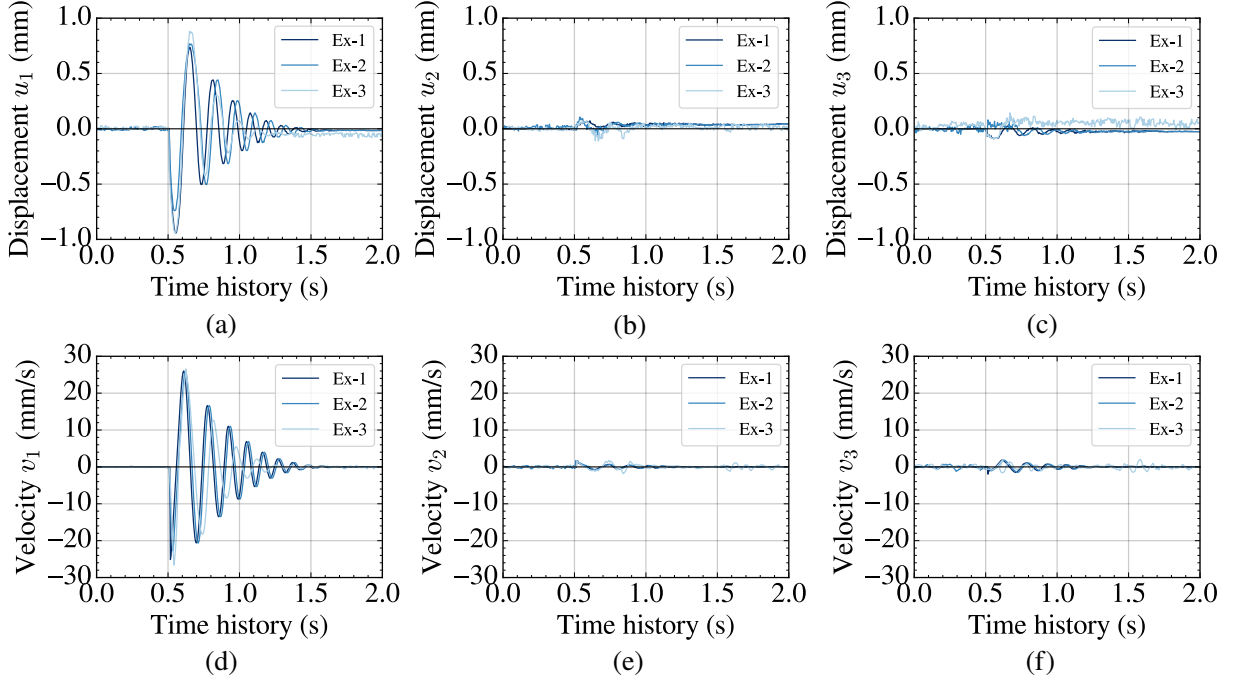 Displacement u₁ (mm)
1.0
0.5
0.0
−0.5
−1.0
Ex-1
Ex-2
Ex-3
0.0 0.5 1.0 1.5 2.0
Time history (s)
(a)
Displacement u₂ (mm)
1.0
0.5
0.0
−0.5
−1.0
Ex-1
Ex-2
Ex-3
0.0 0.5 1.0 1.5 2.0
Time history (s)
(b)
Displacement u₃ (mm)
1.0
0.5
0.0
−0.5
−1.0
Ex-1
Ex-2
Ex-3
0.0 0.5 1.0 1.5 2.0
Time history (s)
(c)
Velocity v₁ (mm/s)
30
20
10
0
−10
−20
−30
Ex-1
Ex-2
Ex-3
0.0 0.5 1.0 1.5 2.0
Time history (s)
(d)
Velocity v₂ (mm/s)
30
20
10
0
−10
−20
−30
Ex-1
Ex-2
Ex-3
0.0 0.5 1.0 1.5 2.0
Time history (s)
(e)
Velocity v₃ (mm/s)
30
20
10
0
−10
−20
−30
Ex-1
Ex-2
Ex-3
0.0 0.5 1.0 1.5 2.0
Time history (s)
(f)